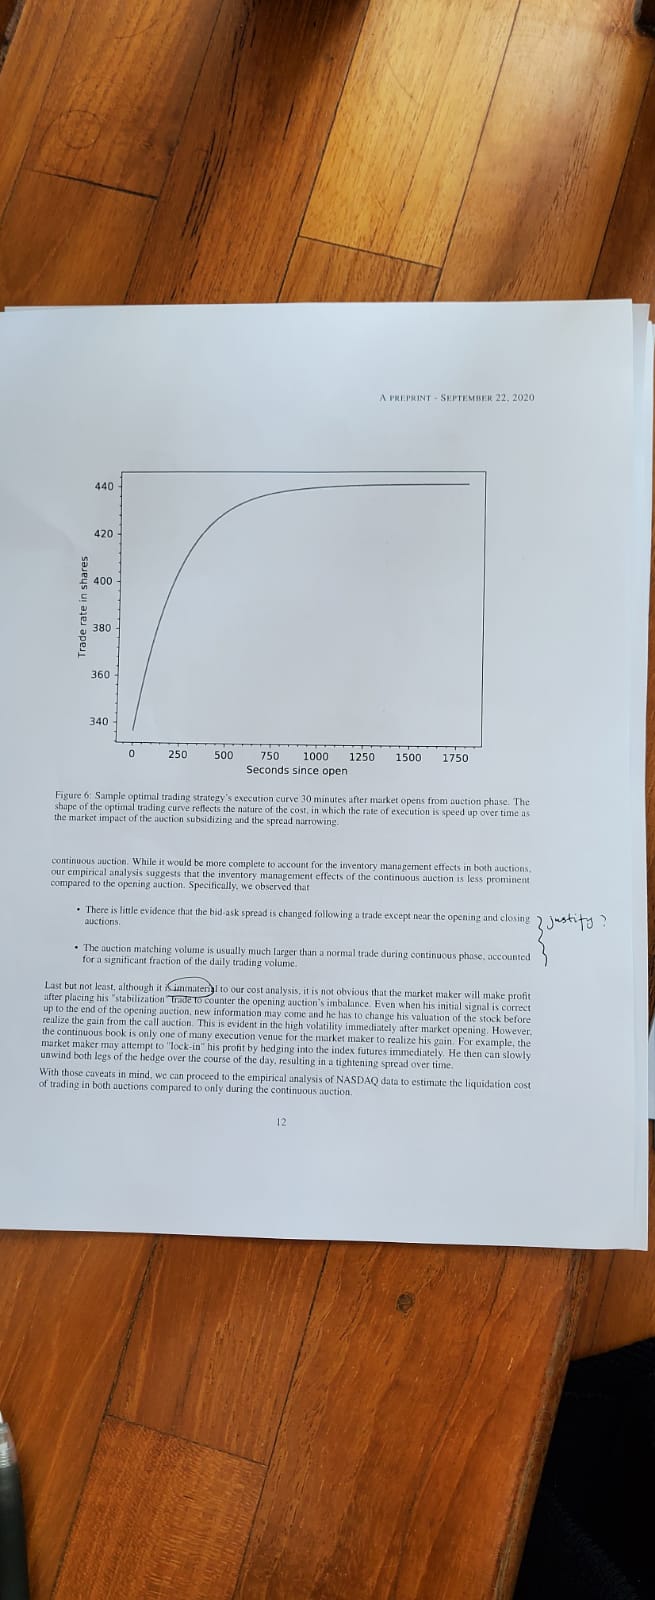 A PREPRINT - SEPTEMBER 22, 2020
440
420
400
380
360
340
Trade rate in shares
0 250 500 750 1000 1250 1500 1750
Seconds since open
Figure 6: Sample optimal trading strategy's execution curve 30 minutes after market opens from auction phase. The
shape of the optimal trading curve reflects the nature of the cost, in which the rate of execution is speed up over time as
the market impact of the auction subsidizing and the spread narrowing.
continuous auction. While it would be more complete to account for the inventory management effects in both auctions,
our empirical analysis suggests that the inventory management effects of the continuous auction is less prominent
compared to the opening auction. Specifically, we observed that
• There is little evidence that the bid-ask spread is changed following a trade except near the opening and closing
auctions.
justify ?
• The auction matching volume is usually much larger than a normal trade during continuous phase, accounted
for a significant fraction of the daily trading volume.
Last but not least, although it is immaterial to our cost analysis, it is not obvious that the market maker will make profit
after placing his "stabilization" trade to counter the opening auction's imbalance. Even when his initial signal is correct
up to the end of the opening auction, new information may come and he has to change his valuation of the stock before
realize the gain from the call auction. This is evident in the high volatility immediately after market opening. However,
the continuous book is only one of many execution venue for the market maker to realize his gain. For example, the
market maker may attempt to "lock-in" his profit by hedging into the index futures immediately. He then can slowly
unwind both legs of the hedge over the course of the day, resulting in a tightening spread over time.
With those caveats in mind, we can proceed to the empirical analysis of NASDAQ data to estimate the liquidation cost
of trading in both auctions compared to only during the continuous auction.
12